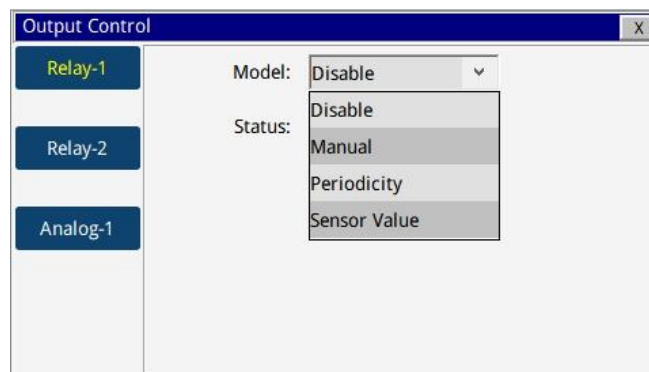 Output Control
X
Relay-1
Relay-2
Analog-1
Model: Disable
Status:
Disable
Manual
Periodicity
Sensor Value